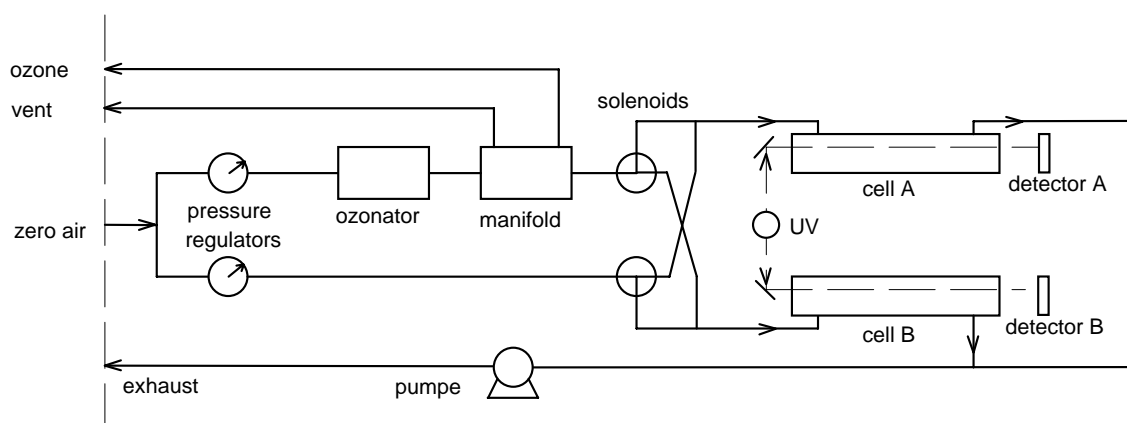 ozone
vent
solenoids
cell A
detector A
pressure
regulators
ozonator
manifold
zero air
UV
cell B
detector B
exhaust
pumpe